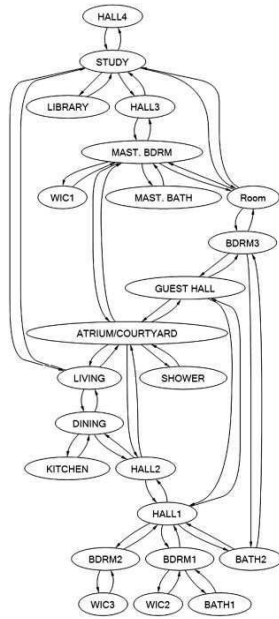 HALL4
STUDY
LIBRARY
HALL3
MAST. BDRM
WIC1
MAST. BATH
Room
BDRM3
GUEST HALL
ATRIUM/COURTYARD
LIVING
SHOWER
DINING
KITCHEN
HALL2
HALL1
BDRM2
BDRM1
BATH2
WIC3
WIC2
BATH1